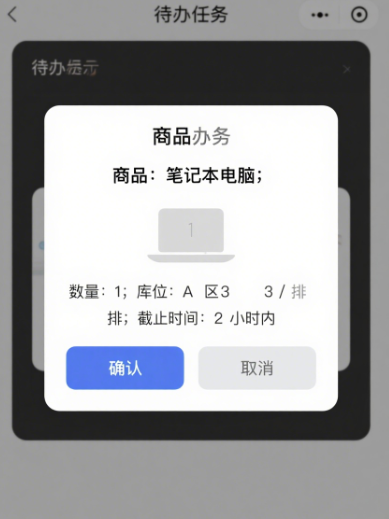 待办任务
待办提示
商品办务
商品：笔记本电脑；
1
数量：1；库位：A 区3 3 / 排
排；截止时间：2 小时内
确认
取消